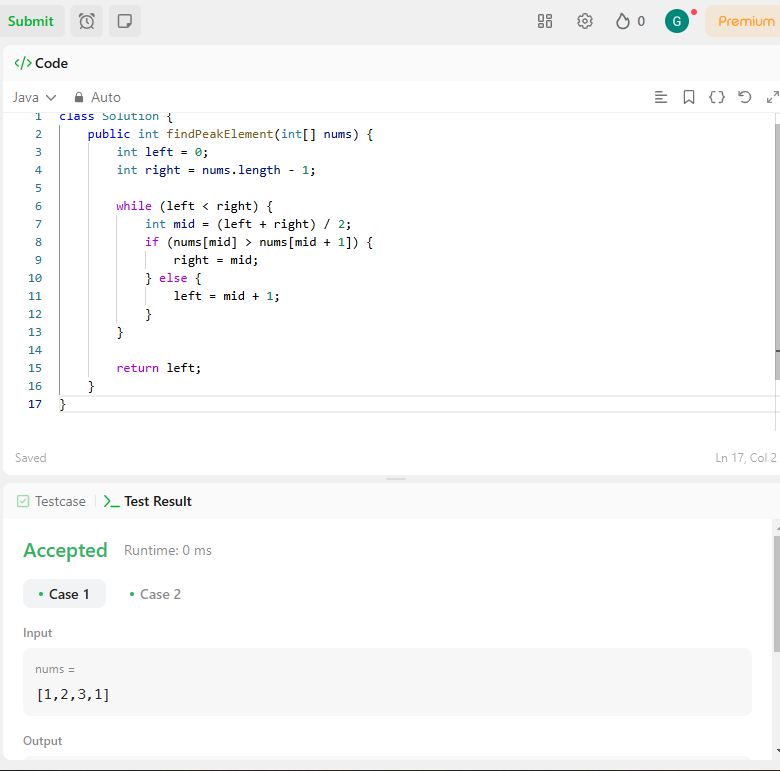 Submit 0 G Premium
</> Code
Java Auto
1 class Solution {
2 public int findPeakElement(int[] nums) {
3 int left = 0;
4 int right = nums.length - 1;
5
6 while (left < right) {
7 int mid = (left + right) / 2;
8 if (nums[mid] > nums[mid + 1]) {
9 right = mid;
10 } else {
11 left = mid + 1;
12 }
13 }
14
15 return left;
16 }
17 }
Saved Ln 17, Col 2
Testcase >_ Test Result
Accepted Runtime: 0 ms
• Case 1 • Case 2
Input
nums =
[1,2,3,1]
Output